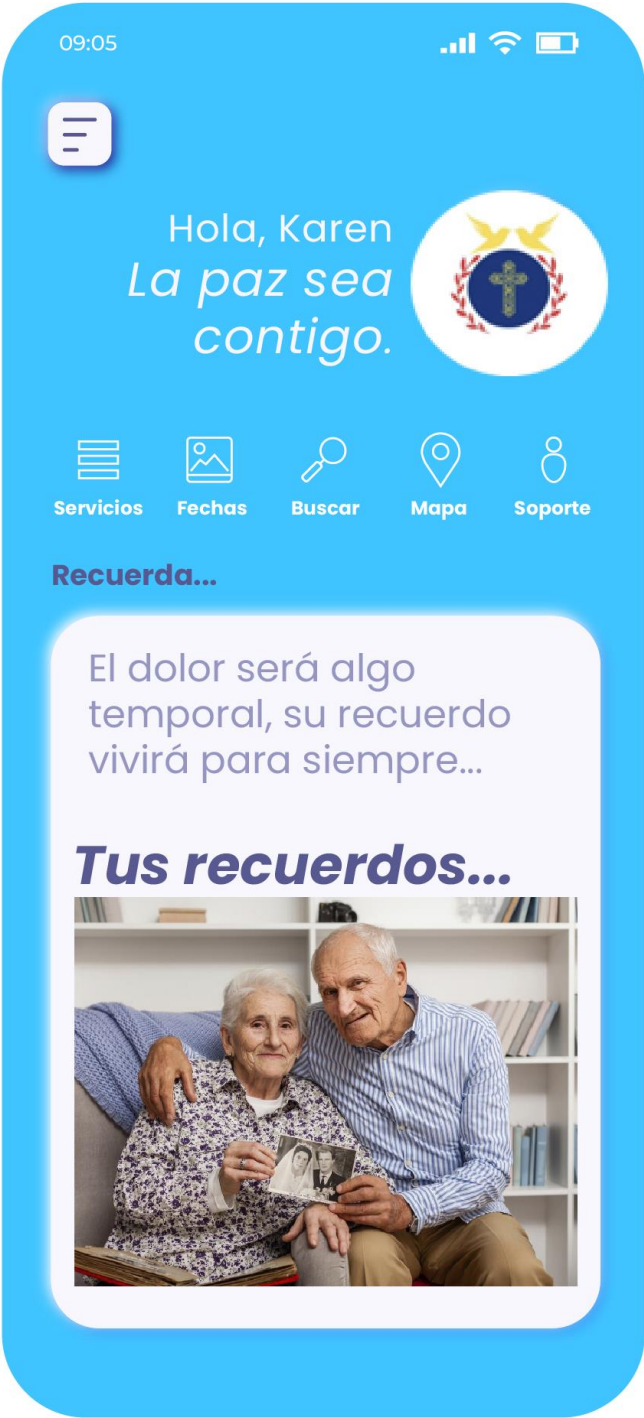 09:05
Hola, Karen
La paz sea
contigo.
Servicios Fechas Buscar Mapa Soporte
Recuerda...
El dolor será algo
temporal, su recuerdo
vivirá para siempre...
Tus recuerdos...